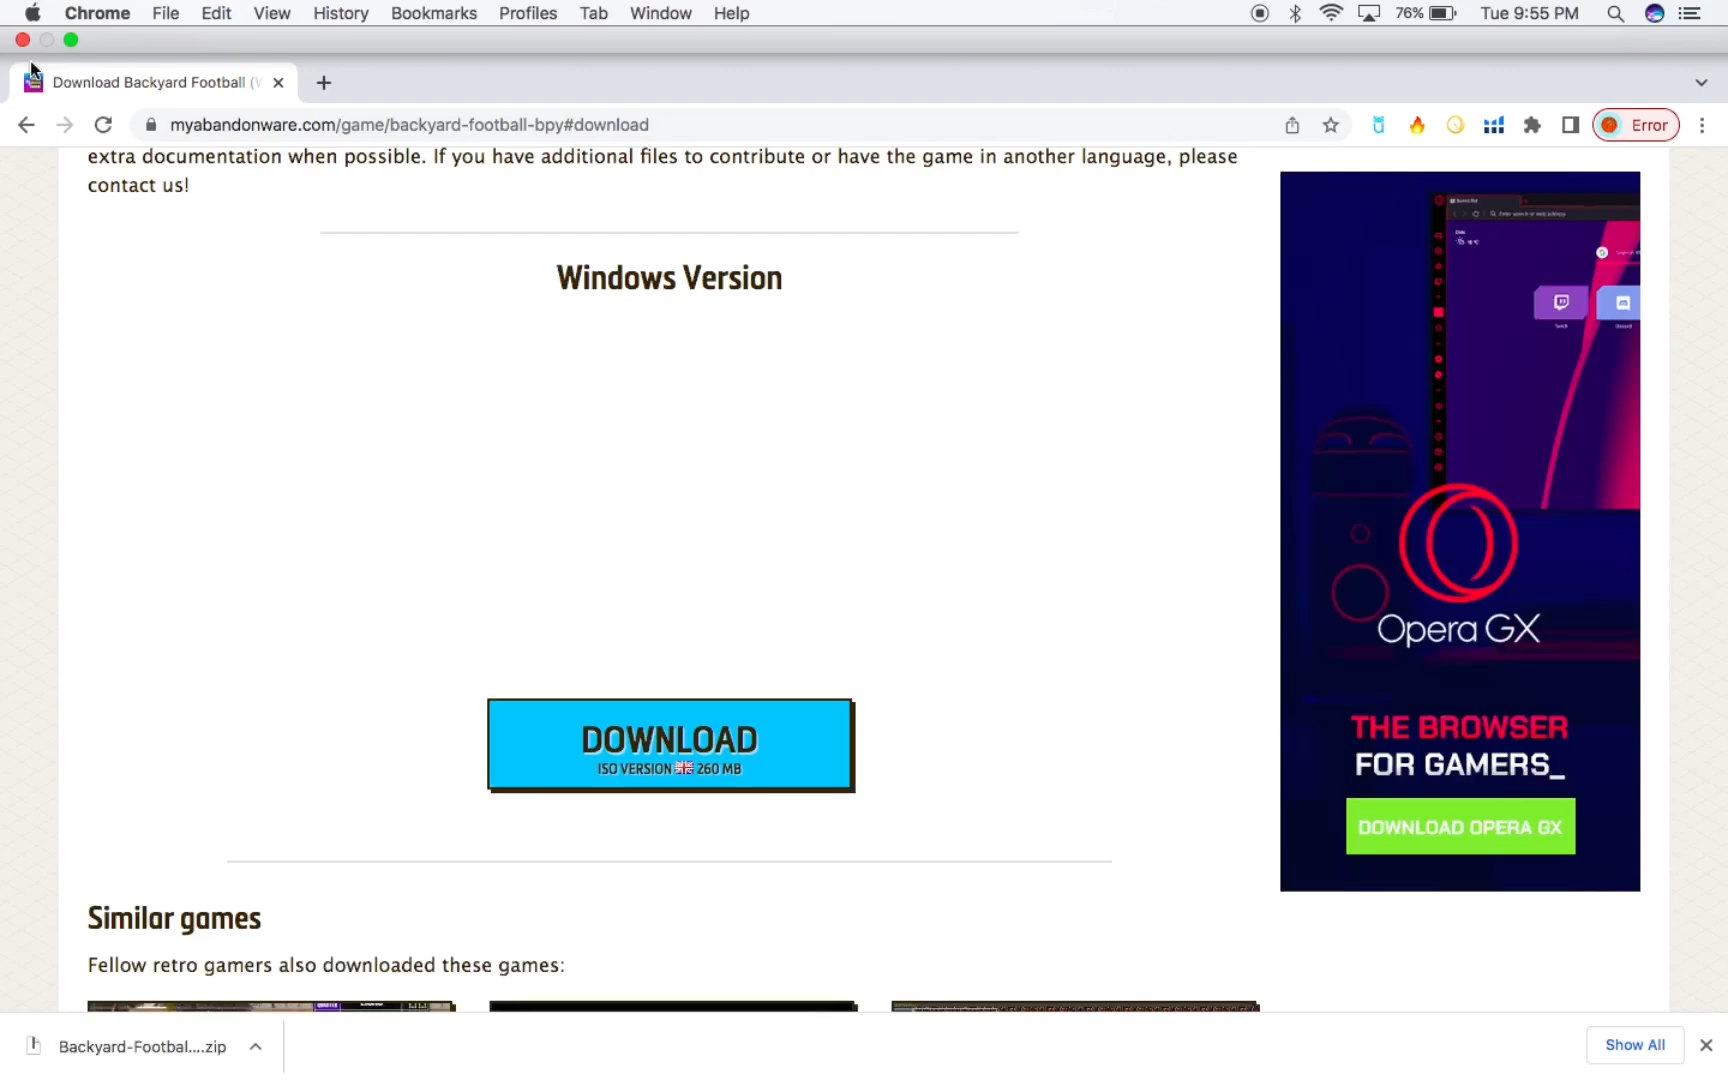 Chrome File Edit View History Bookmarks Profiles Tab Window Help 76% Tue 9:55 PM
Download Backyard Football (
myabandonware.com/game/backyard-football-bpy#download Error
extra documentation when possible. If you have additional files to contribute or have the game in another language, please
contact us!
Windows Version
DOWNLOAD
ISO VERSION 260 MB
Opera GX
THE BROWSER
FOR GAMERS_
DOWNLOAD OPERA GX
Similar games
Fellow retro gamers also downloaded these games:
Backyard-Footbal....zip Show All